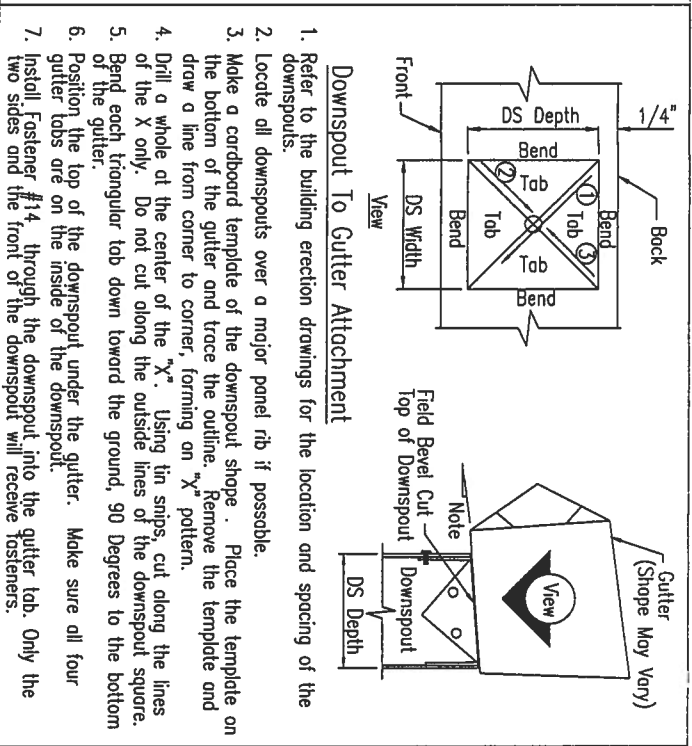 1/4"
Back
DS Depth
Bend
Tab
1
2
3
Tab
Tab
Tab
Bend
Bend
Bend
DS Width
Front
View
Gutter
(Shape May Vary)
View
Note
Field Bevel Cut
Top of Downspout
Downspout
DS Depth
Downspout To Gutter Attachment
1. Refer to the building erection drawings for the location and spacing of the
downspouts.
2. Locate all downspouts over a major panel rib if possable.
3. Make a cardboard template of the downspout shape . Place the template on
the bottom of the gutter and trace the outline. Remove the template and
draw a line from corner to corner, forming an "X" pattern.
4. Drill a whole at the center of the "X". Using tin snips, cut along the lines
of the X only. Do not cut along the outside lines of the downspout square.
5. Bend each triangular tab down toward the ground, 90 Degrees to the bottom
of the gutter.
6. Position the top of the downspout under the gutter. Make sure all four
gutter tabs are on the inside of the downspout.
7. Install Fastener #14 through the downspout into the gutter tab. Only the
two sides and the front of the downspout will receive fasteners.